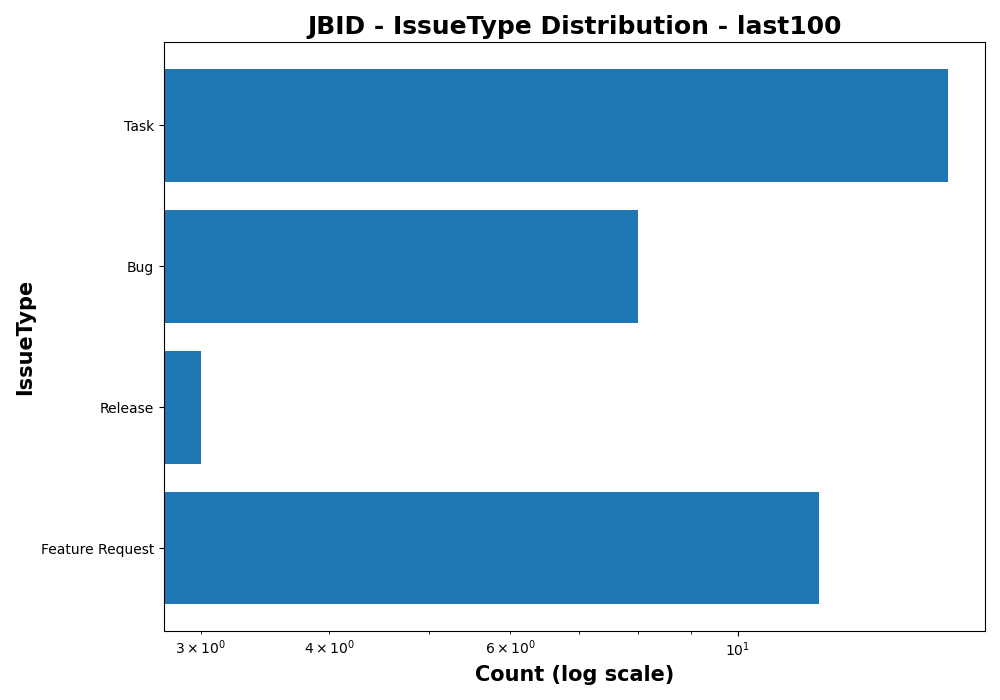 JBID - IssueType Distribution - last100
Task
Bug
Release
Feature Request
IssueType
3 × 10⁰
4 × 10⁰
6 × 10⁰
10¹
Count (log scale)